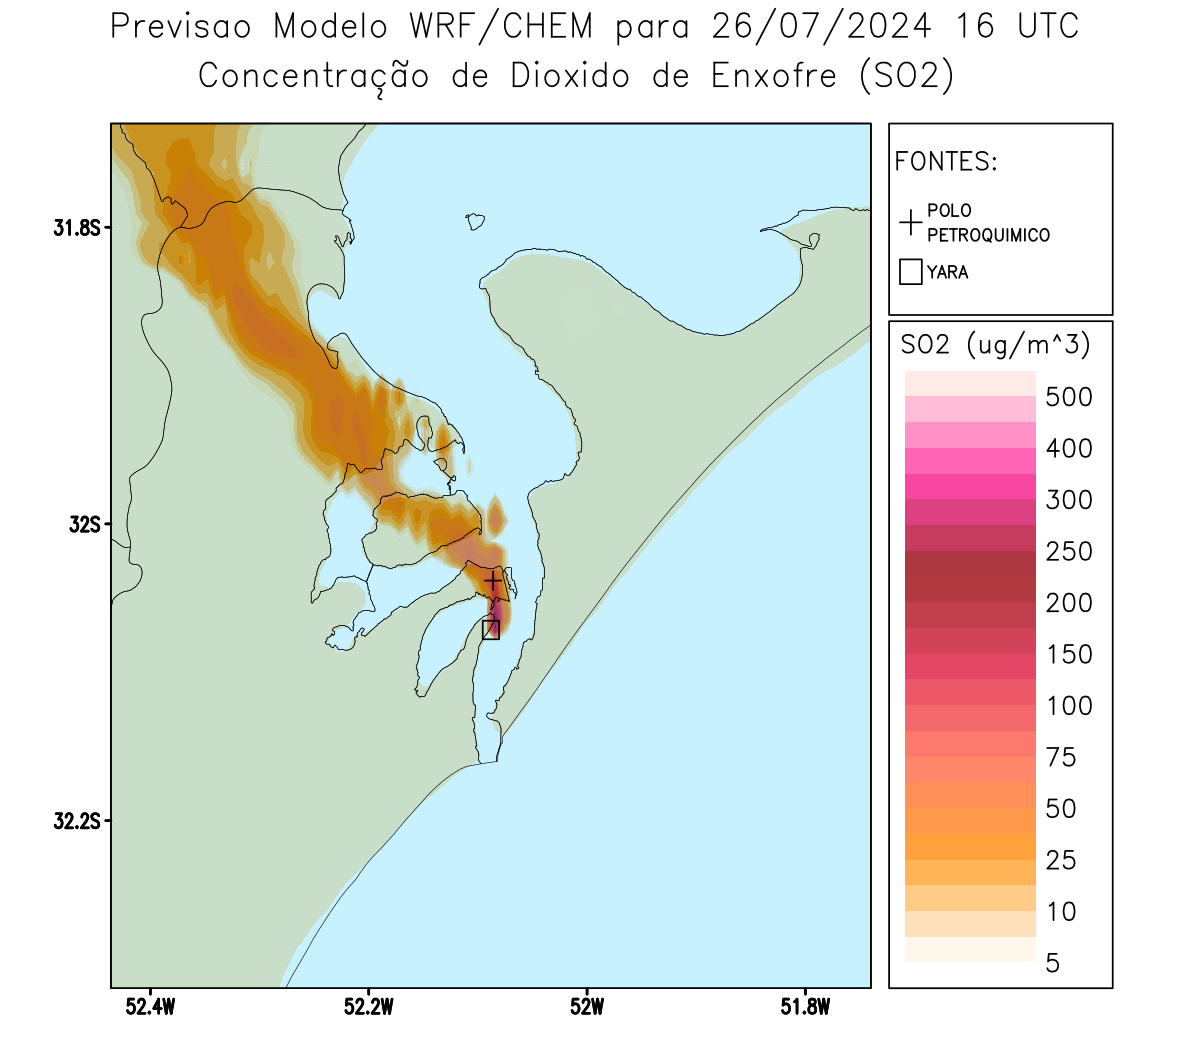 Previsao Modelo WRF/CHEM para 26/07/2024 16 UTC
Concentração de Dioxido de Enxofre (SO2)
FONTES:
POLO
PETROQUIMICO
YARA
SO2 (ug/m^3)
500
400
300
250
200
150
100
75
50
25
10
5
31.8S
32S
32.2S
52.4W
52.2W
52W
51.8W